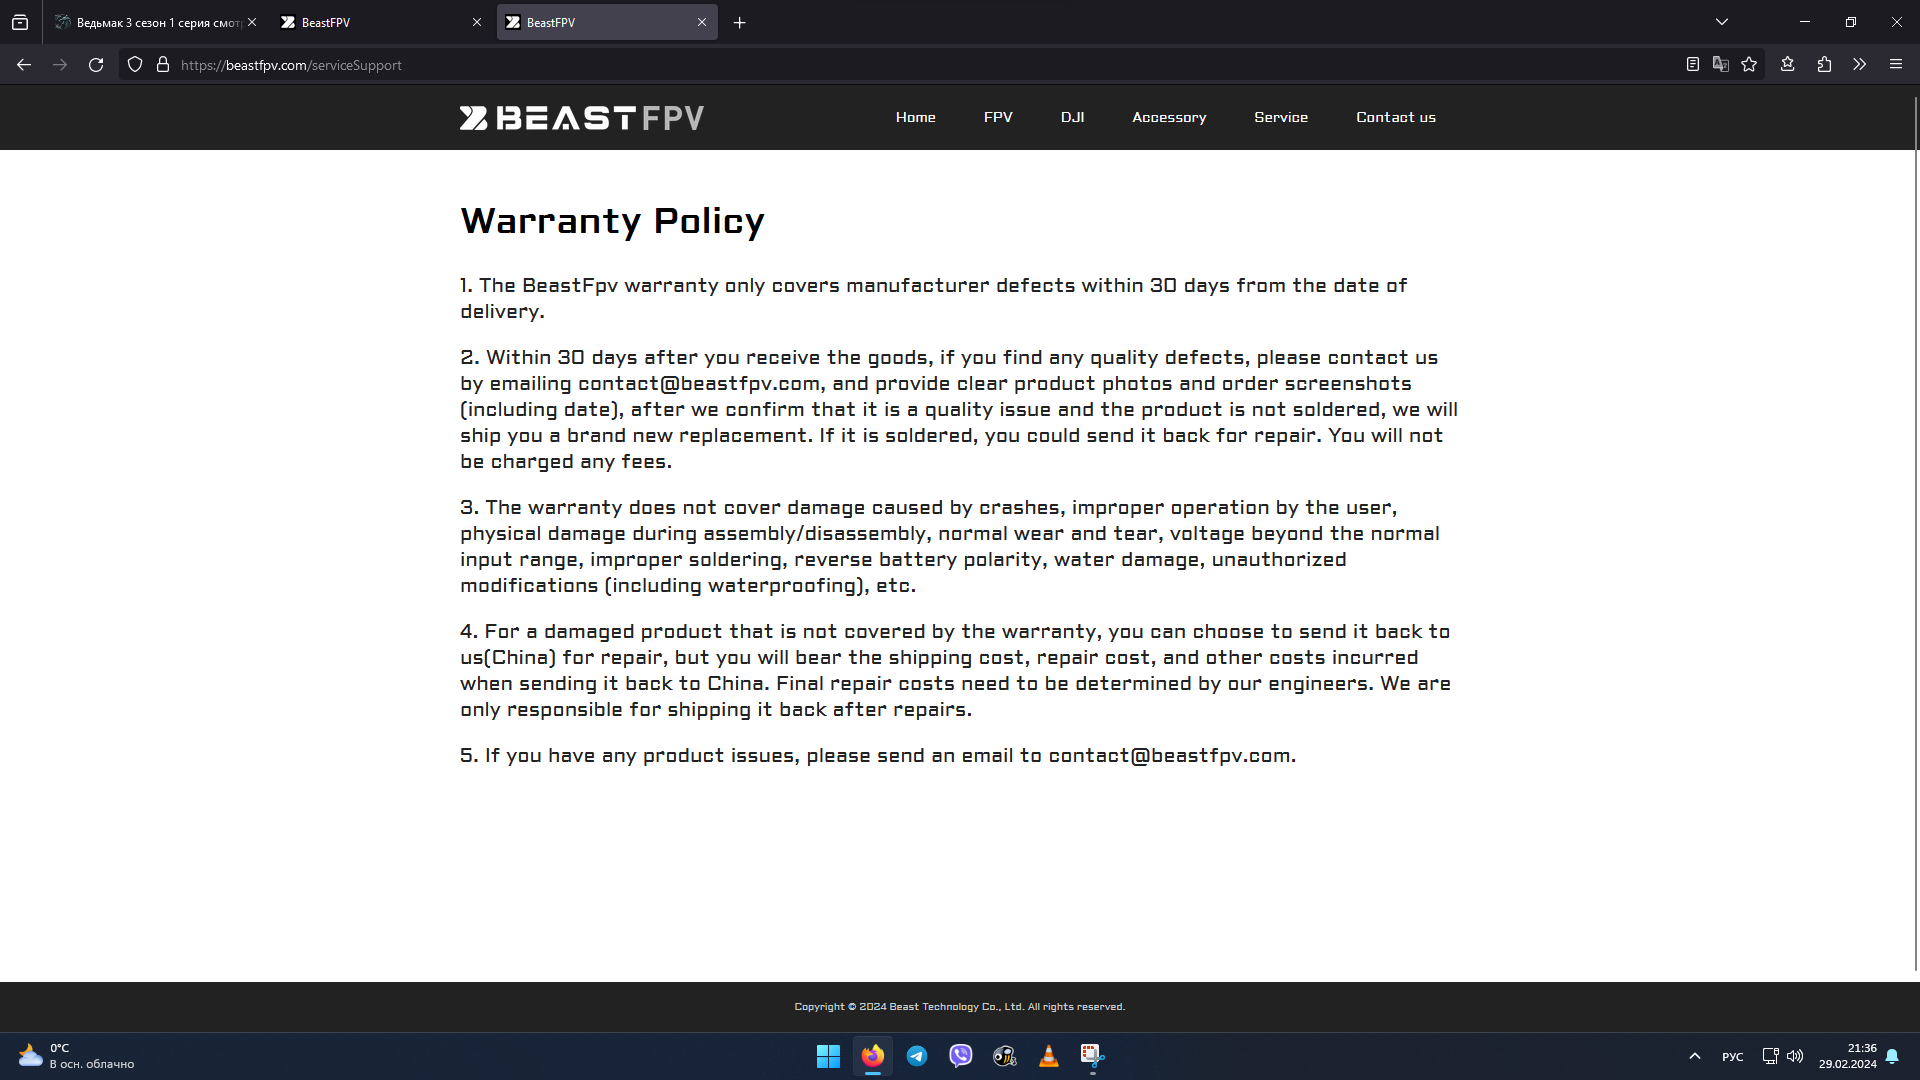 Ведьмак 3 сезон 1 серия смот
BeastFPV
BeastFPV
https://beastfpv.com/serviceSupport
BEASTFPV
Home FPV DJI Accessory Service Contact us
Warranty Policy
1. The BeastFpv warranty only covers manufacturer defects within 30 days from the date of
delivery.
2. Within 30 days after you receive the goods, if you find any quality defects, please contact us
by emailing contact@beastfpv.com, and provide clear product photos and order screenshots
(including date), after we confirm that it is a quality issue and the product is not soldered, we will
ship you a brand new replacement. If it is soldered, you could send it back for repair. You will not
be charged any fees.
3. The warranty does not cover damage caused by crashes, improper operation by the user,
physical damage during assembly/disassembly, normal wear and tear, voltage beyond the normal
input range, improper soldering, reverse battery polarity, water damage, unauthorized
modifications (including waterproofing), etc.
4. For a damaged product that is not covered by the warranty, you can choose to send it back to
us(China) for repair, but you will bear the shipping cost, repair cost, and other costs incurred
when sending it back to China. Final repair costs need to be determined by our engineers. We are
only responsible for shipping it back after repairs.
5. If you have any product issues, please send an email to contact@beastfpv.com.
Copyright © 2024 Beast Technology Co., Ltd. All rights reserved.
0°C
В осн. облачно
РУС
21:36
29.02.2024